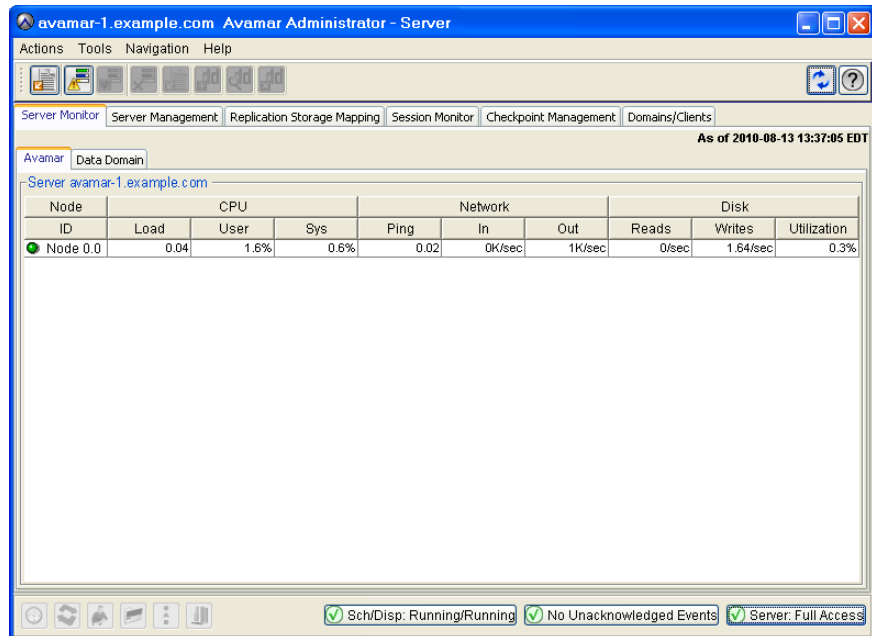 avamar-1.example.com Avamar Administrator - Server
Actions Tools Navigation Help
Server Monitor Server Management Replication Storage Mapping Session Monitor Checkpoint Management Domains/Clients
As of 2010-08-13 13:37:05 EDT
Avamar Data Domain
Server avamar-1.example.com
Node CPU Network Disk
ID Load User Sys Ping In Out Reads Writes Utilization
Node 0.0 0.04 1.6% 0.6% 0.02 0K/sec 1K/sec 0/sec 1.64/sec 0.3%
Sch/Disp: Running/Running No Unacknowledged Events Server: Full Access